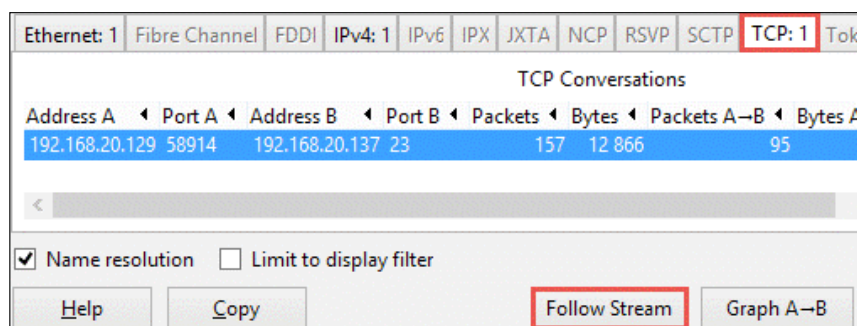 Ethernet: 1 Fibre Channel FDDI IPv4: 1 IPv6 IPX JXTA NCP RSVP SCTP TCP: 1 Tok
TCP Conversations
Address A Port A Address B Port B Packets Bytes Packets A→B Bytes A
192.168.20.129 58914 192.168.20.137 23 157 12 866 95
Name resolution Limit to display filter
Help Copy Follow Stream Graph A→B